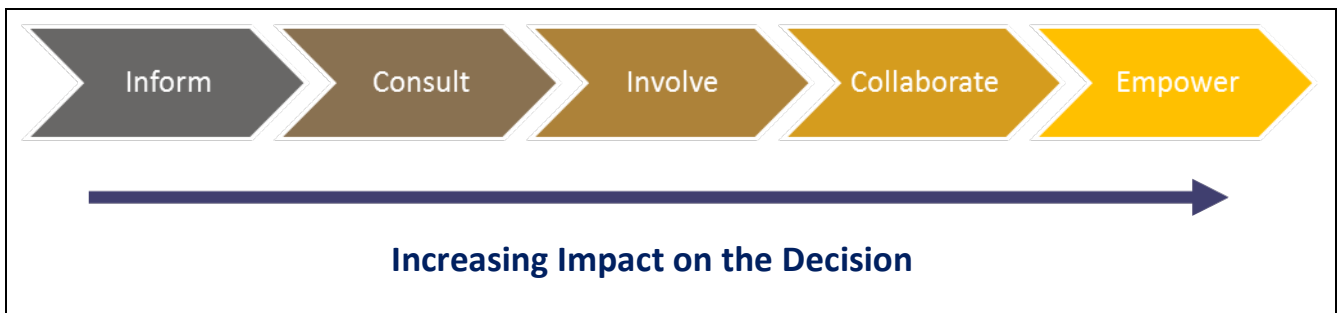 Inform Consult Involve Collaborate Empower
Increasing Impact on the Decision